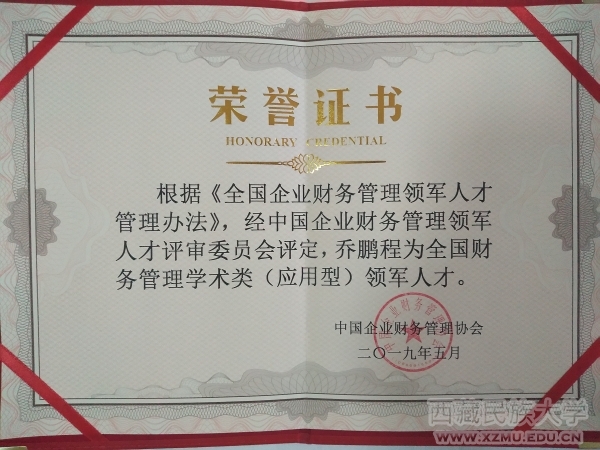 荣誉证书
HONORARY CREDENTIAL
根据《全国企业财务管理领军人才
管理办法》，经中国企业财务管理领军
人才评审委员会评定，乔鹏程为全国财
务管理学术类（应用型）领军人才。
中国企业财务管理协会
二〇一九年五月
西藏民族大学
WWW.XZMU.EDU.CN